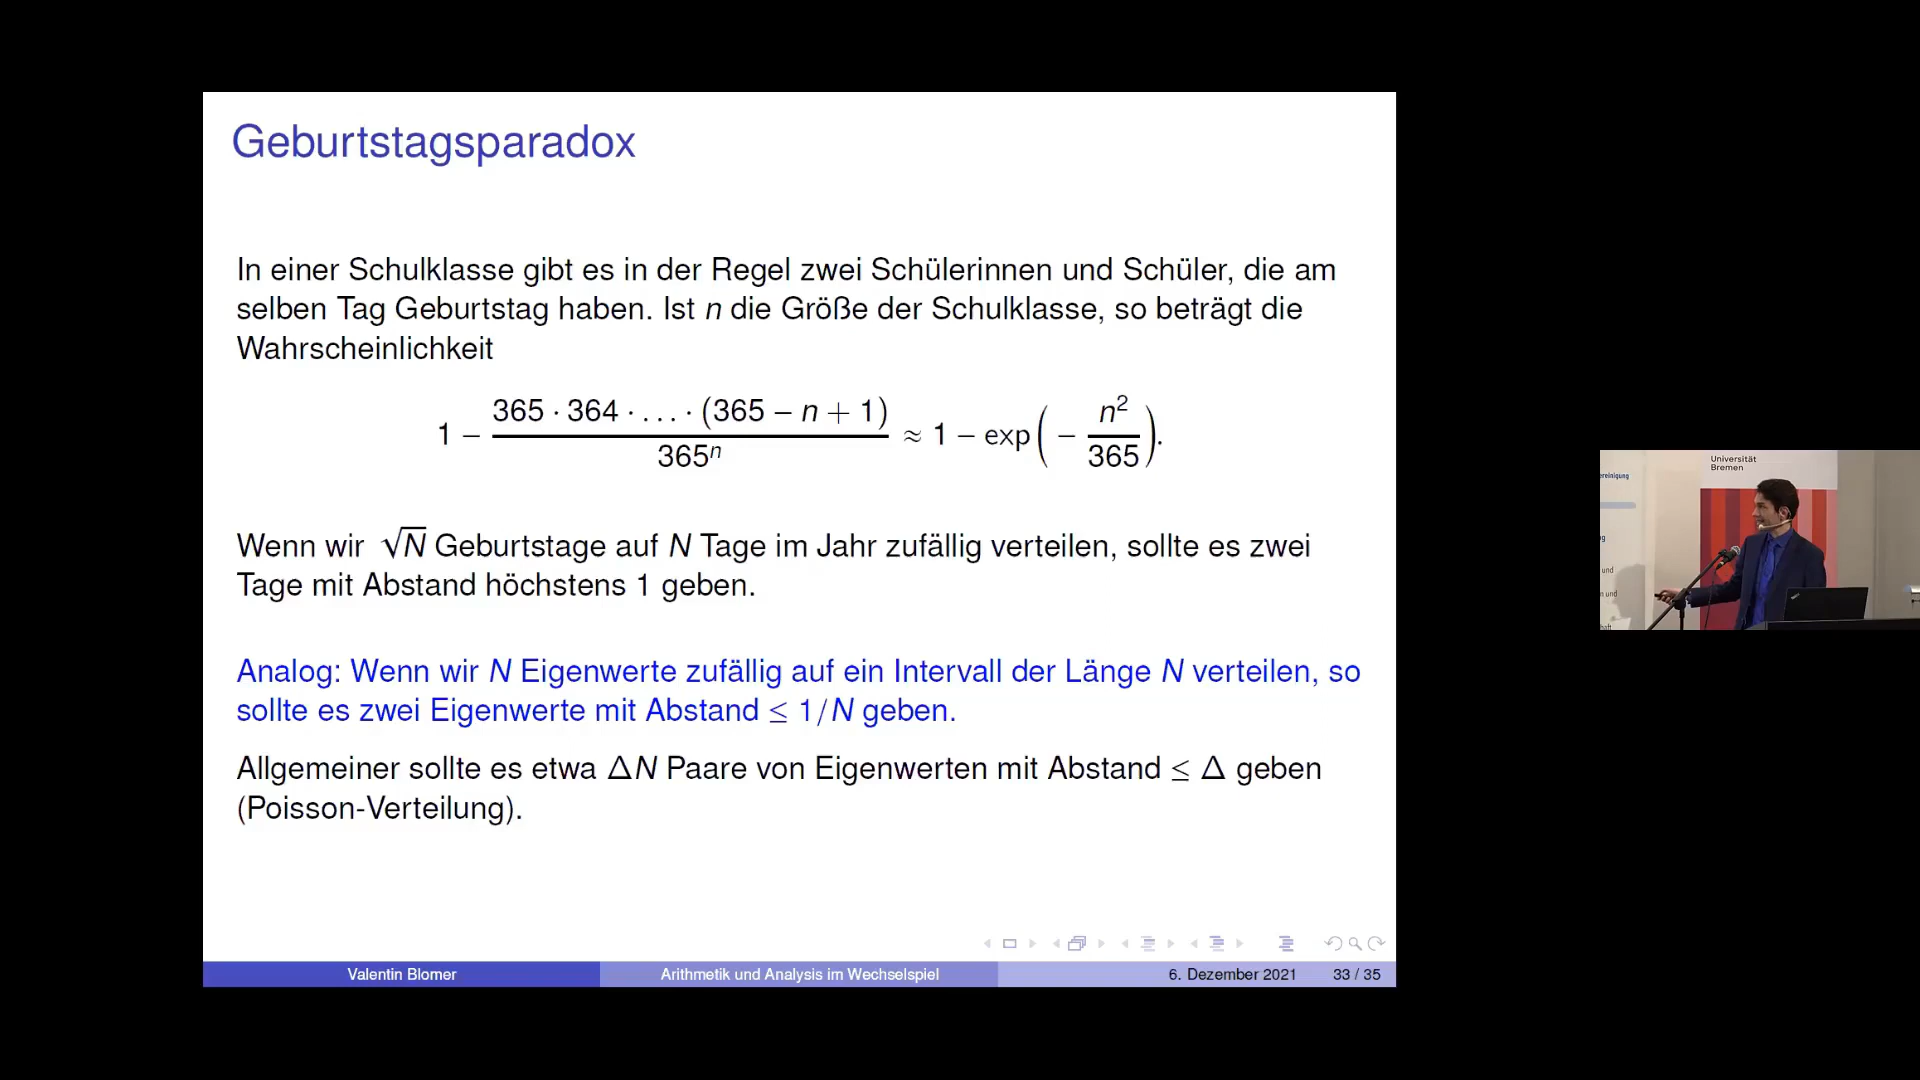 Geburtstagsparadox
In einer Schulklasse gibt es in der Regel zwei Schülerinnen und Schüler, die am
selben Tag Geburtstag haben. Ist n die Größe der Schulklasse, so beträgt die
Wahrscheinlichkeit
1 − \frac{365 · 364 · … · (365 − n + 1)}{365^n} ≈ 1 − exp(−\frac{n^2}{365}).
Wenn wir √N Geburtstage auf N Tage im Jahr zufällig verteilen, sollte es zwei
Tage mit Abstand höchstens 1 geben.
Analog: Wenn wir N Eigenwerte zufällig auf ein Intervall der Länge N verteilen, so
sollte es zwei Eigenwerte mit Abstand ≤ 1/N geben.
Allgemeiner sollte es etwa ΔN Paare von Eigenwerten mit Abstand ≤ Δ geben
(Poisson-Verteilung).
Valentin Blomer Arithmetik und Analysis im Wechselspiel 6. Dezember 2021 33 / 35
Universität
Bremen
und